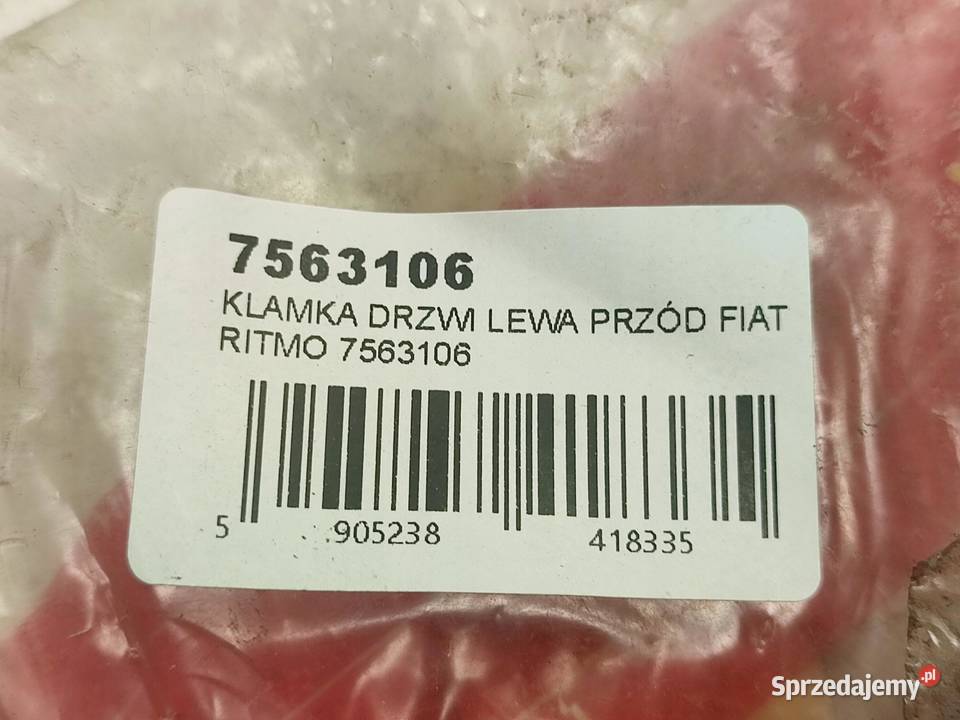 7563106
KLAMKA DRZWI LEWA PRZÓD FIAT
RITMO 7563106
5 905238 418335
Sprzedajemy.pl